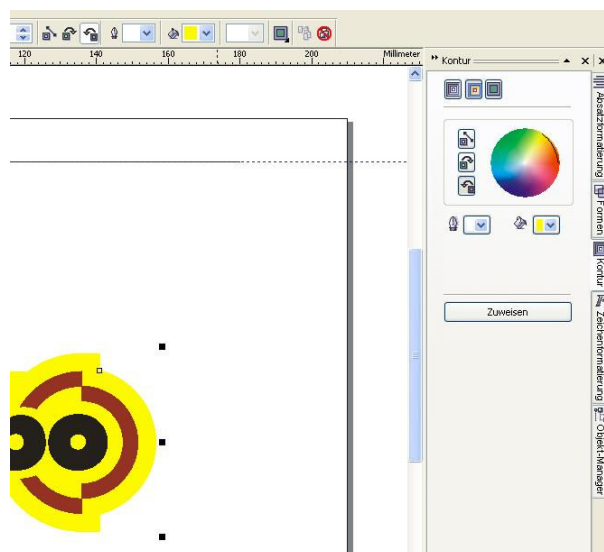 120 140 160 180 200 Millimeter
Kontur
Absatzformatierung
Formen
Kontur
Zeichenformatierung
Objekt-Manager
Zuweisen